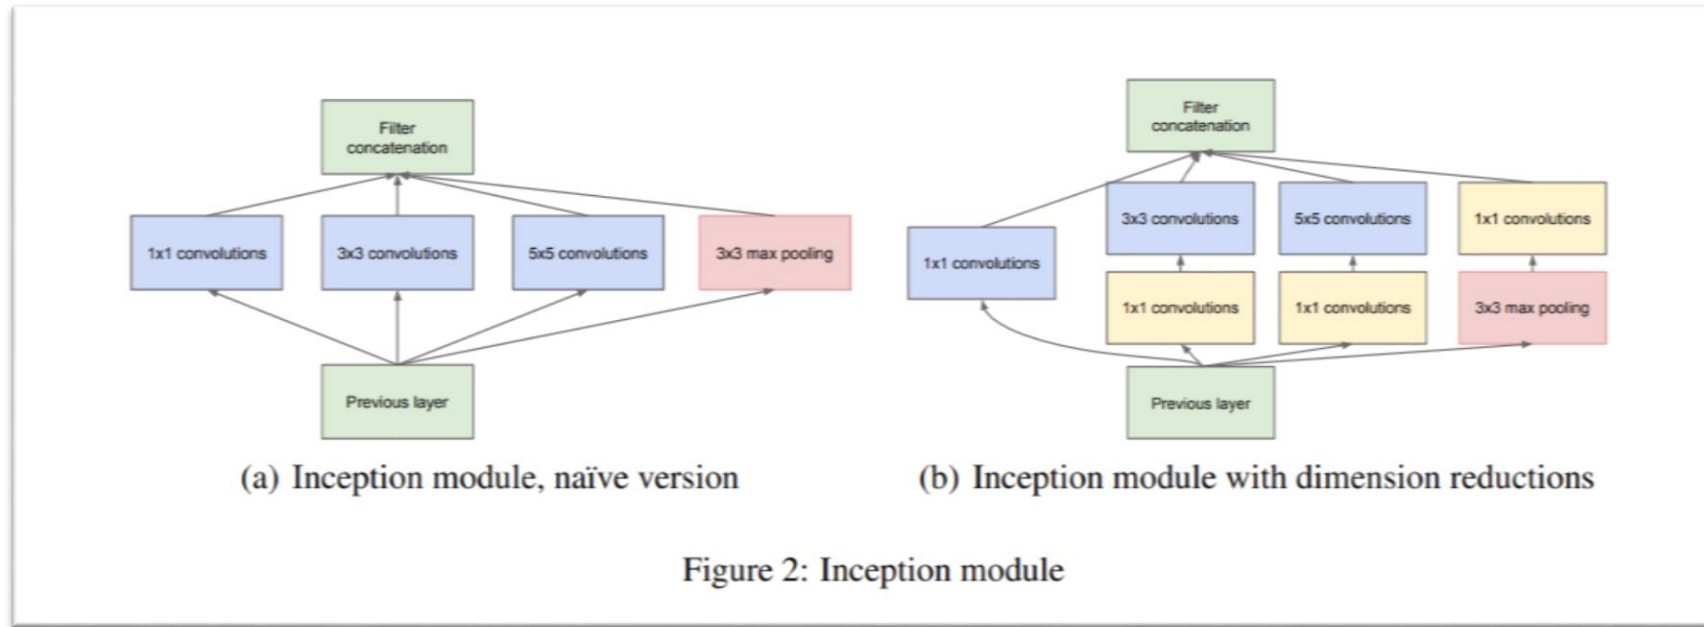 Filter
concatenation
1x1 convolutions
3x3 convolutions
5x5 convolutions
3x3 max pooling
Previous layer
(a) Inception module, naïve version
Filter
concatenation
1x1 convolutions
3x3 convolutions
5x5 convolutions
1x1 convolutions
1x1 convolutions
1x1 convolutions
3x3 max pooling
Previous layer
(b) Inception module with dimension reductions
Figure 2: Inception module